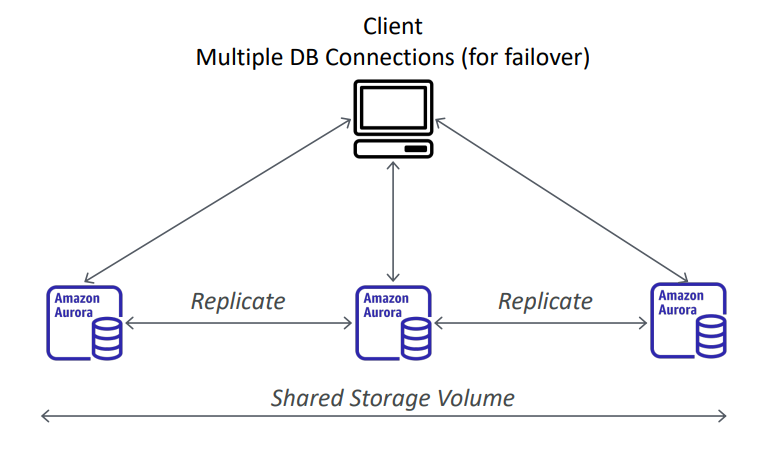 Client
Multiple DB Connections (for failover)
Amazon
Aurora
Replicate
Amazon
Aurora
Replicate
Amazon
Aurora
Shared Storage Volume